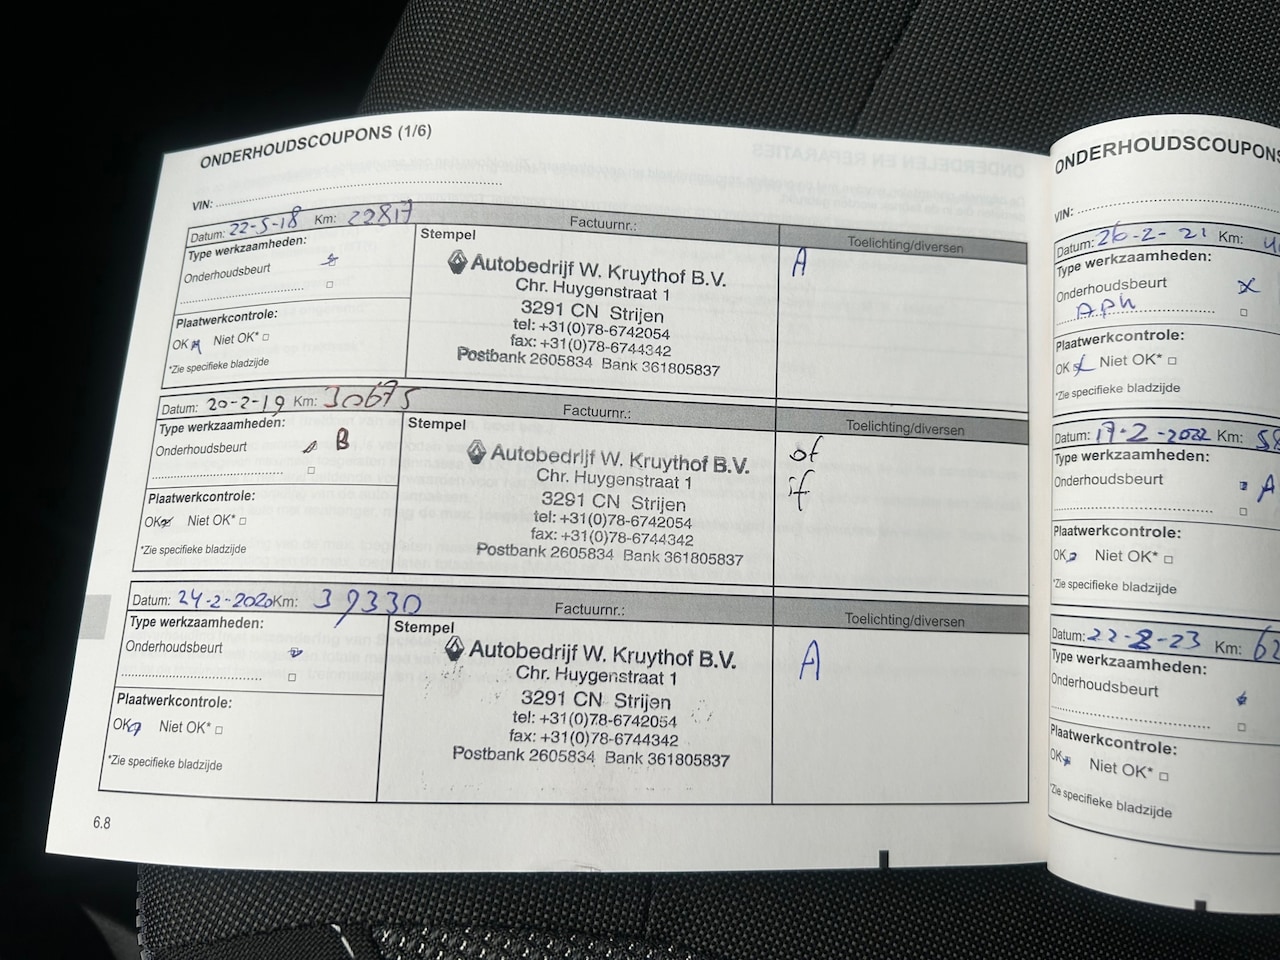 ONDERHOUDSCOUPONS (1/6)
VIN:
Datum: 22-5-18 Km: 22817 Factuurnr.: Toelichting/diversen
Type werkzaamheden:
Onderhoudsbeurt
Plaatwerkcontrole:
OK Niet OK*
*Zie specifieke bladzijde
Stempel
Autobedrijf W. Kruythof B.V.
Chr. Huygenstraat 1
3291 CN Strijen
tel: +31(0)78-6742054
fax: +31(0)78-6744342
Postbank 2605834 Bank 361805837
A
Datum: 20-2-19 Km: 30675 Factuurnr.: Toelichting/diversen
Type werkzaamheden:
Onderhoudsbeurt B
Plaatwerkcontrole:
OK Niet OK*
*Zie specifieke bladzijde
Stempel
Autobedrijf W. Kruythof B.V.
Chr. Huygenstraat 1
3291 CN Strijen
tel: +31(0)78-6742054
fax: +31(0)78-6744342
Postbank 2605834 Bank 361805837
Datum: 24-2-2020 Km: 39330 Factuurnr.: Toelichting/diversen
Type werkzaamheden:
Onderhoudsbeurt
Plaatwerkcontrole:
OK Niet OK*
*Zie specifieke bladzijde
Stempel
Autobedrijf W. Kruythof B.V.
Chr. Huygenstraat 1
3291 CN Strijen
tel: +31(0)78-6742054
fax: +31(0)78-6744342
Postbank 2605834 Bank 361805837
A
6.8
ONDERHOUDSCOUPONS
VIN:
Datum: 26-2-21 Km:
Type werkzaamheden:
Onderhoudsbeurt
APK
Plaatwerkcontrole:
OK Niet OK*
*Zie specifieke bladzijde
Datum: 17-2-2022 Km:
Type werkzaamheden:
Onderhoudsbeurt A
Plaatwerkcontrole:
OK Niet OK*
*Zie specifieke bladzijde
Datum: 22-8-23 Km:
Type werkzaamheden:
Onderhoudsbeurt
Plaatwerkcontrole:
OK Niet OK*
*Zie specifieke bladzijde